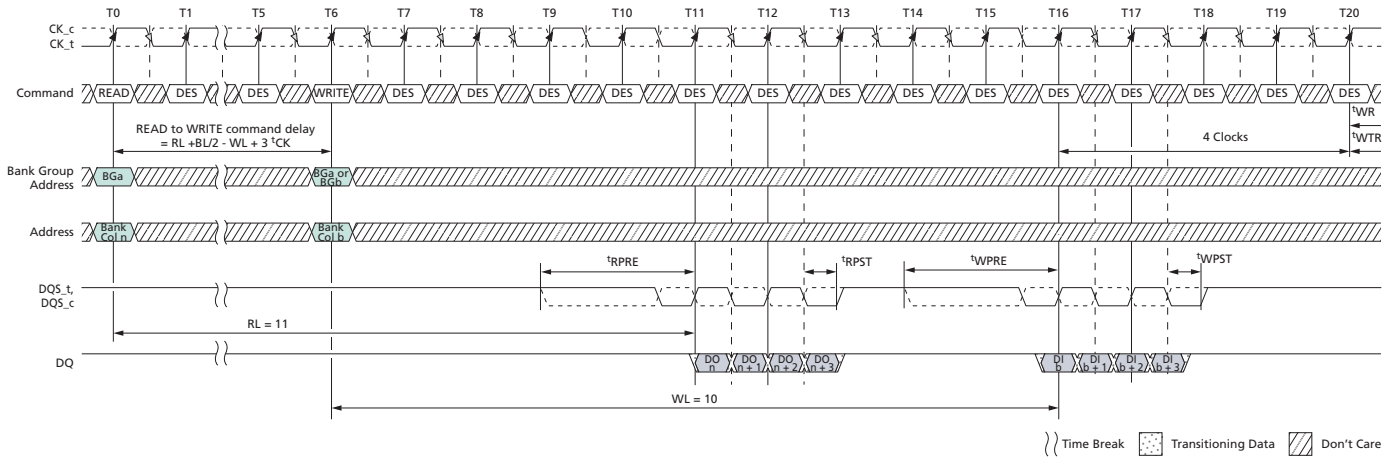 T0 T1 T5 T6 T7 T8 T9 T10 T11 T12 T13 T14 T15 T16 T17 T18 T19 T20
CK_c
CK_t
Command READ DES DES WRITE DES DES DES DES DES DES DES DES DES DES DES DES DES DES
READ to WRITE command delay
= RL +BL/2 - WL + 3 tCK
4 Clocks
tWR
tWTR
Bank Group
Address
BGa
BGa or
BGb
Address
Bank
Col n
Bank
Col b
tRPRE tRPST tWPRE tWPST
DQS_t,
DQS_c
RL = 11
DQ
DO
n
DO
n + 1
DO
n + 2
DO
n + 3
DI
b
DI
b + 1
DI
b + 2
DI
b + 3
WL = 10
Time Break Transitioning Data Don't Care